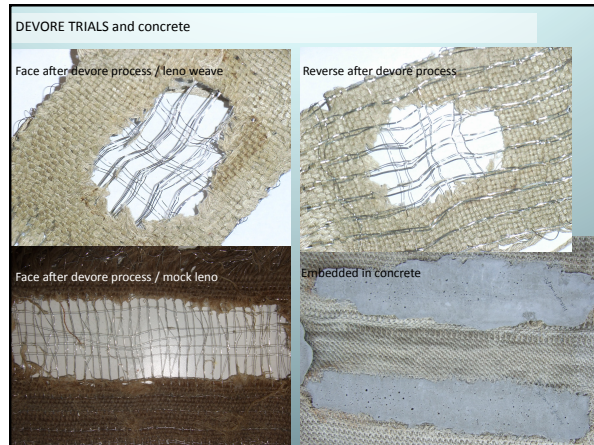 DEVORE TRIALS and concrete
Face after devore process / leno weave
Reverse after devore process
Face after devore process / mock leno
Embedded in concrete